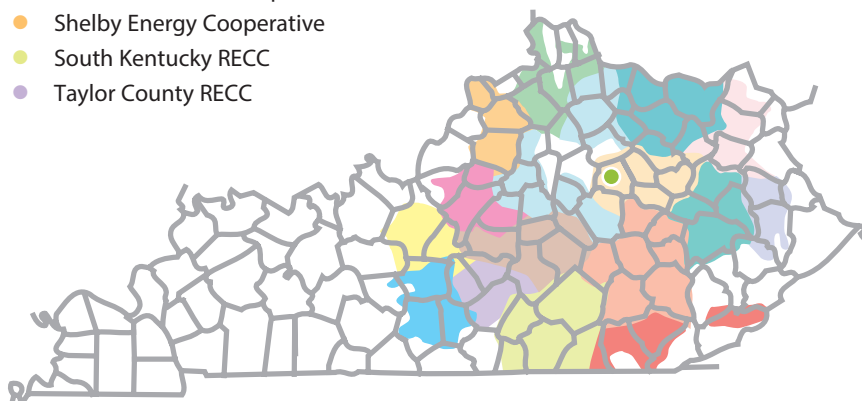 Shelby Energy Cooperative
South Kentucky RECC
Taylor County RECC